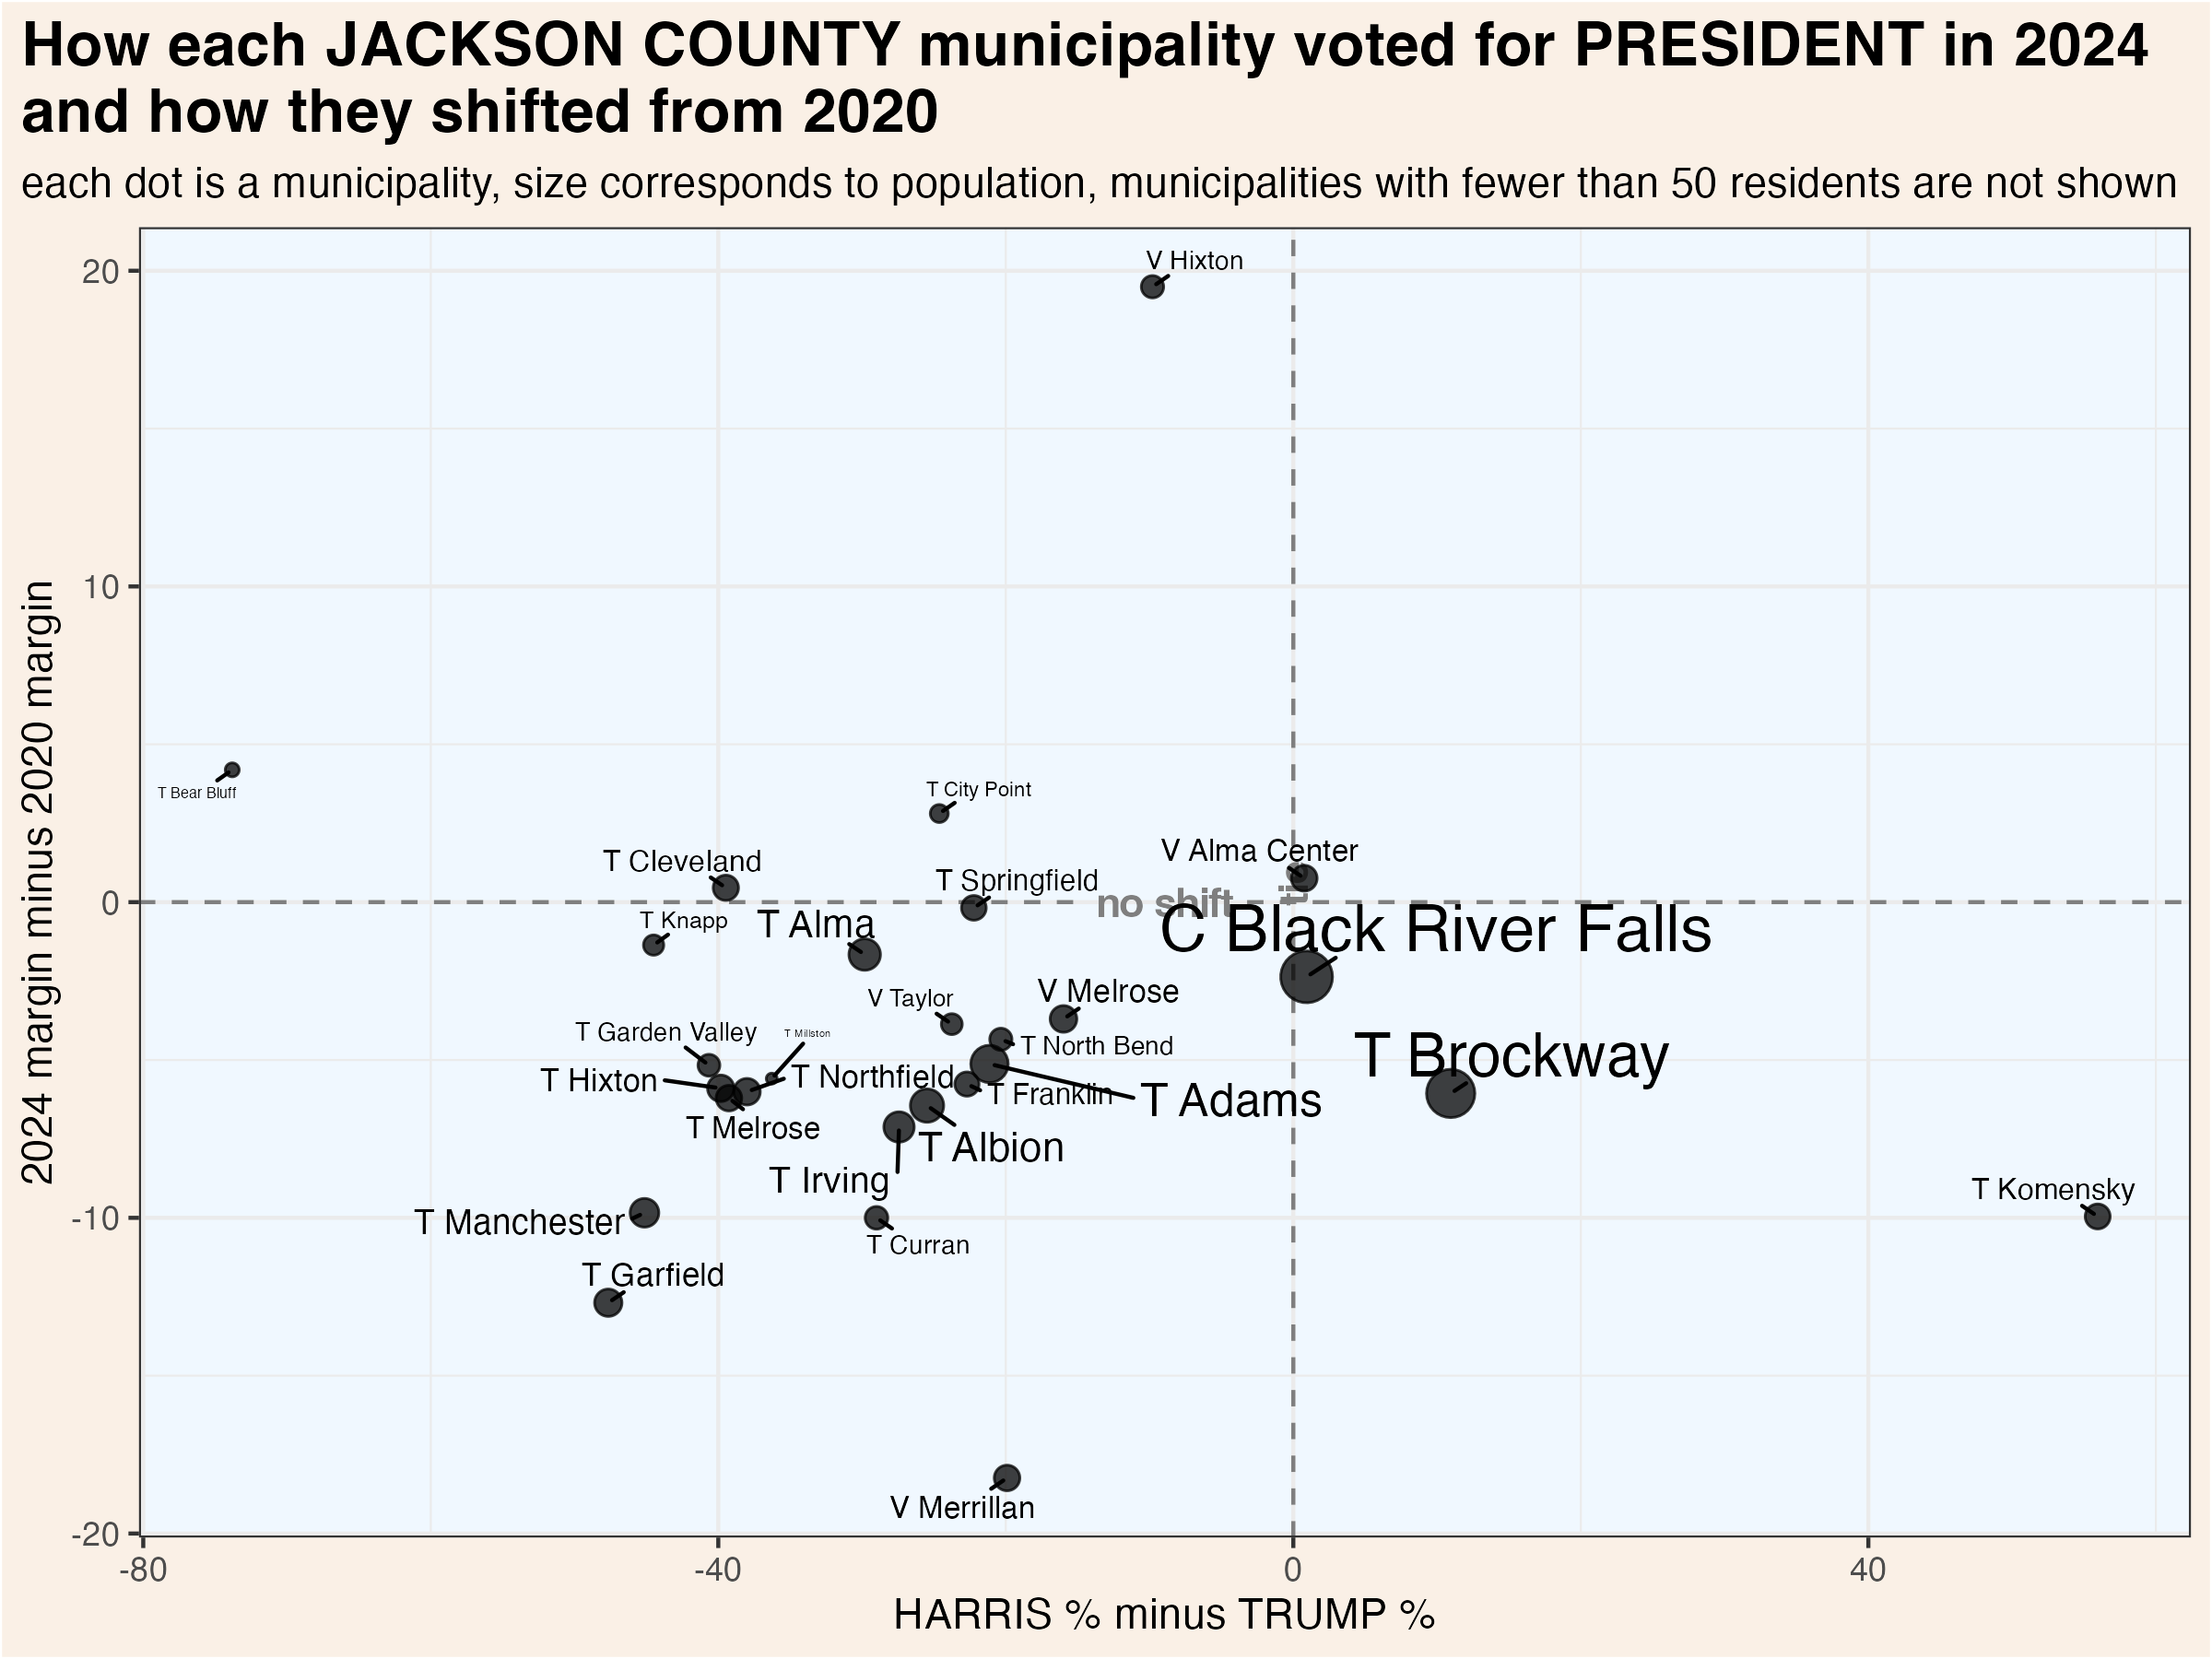 How each JACKSON COUNTY municipality voted for PRESIDENT in 2024
and how they shifted from 2020
each dot is a municipality, size corresponds to population, municipalities with fewer than 50 residents are not shown
V Hixton
T Bear Bluff
T City Point
T Cleveland
V Alma Center
T Springfield
no shift
T Knapp
T Alma
C Black River Falls
V Melrose
V Taylor
T Garden Valley
T Millston
T North Bend
T Brockway
T Hixton
T Northfield
T Franklin
T Adams
T Melrose
T Albion
T Irving
T Komensky
T Manchester
T Curran
T Garfield
V Merrillan
20
10
0
-10
-20
-80
-40
0
40
2024 margin minus 2020 margin
HARRIS % minus TRUMP %